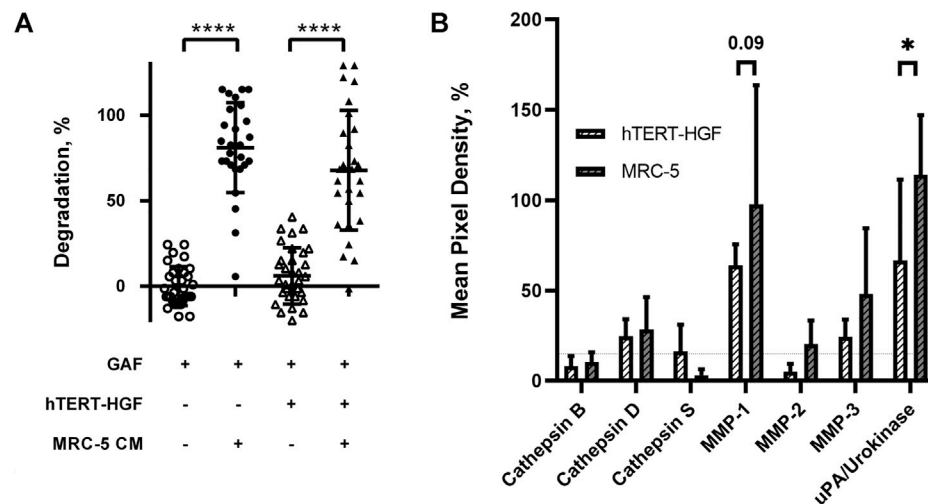 A
****
****
Degradation, %
100
50
0
GAF + + + +
hTERT-HGF - - + +
MRC-5 CM - + - +
B
Mean Pixel Density, %
200
150
100
50
0
0.09
*
hTERT-HGF
MRC-5
Cathepsin B
Cathepsin D
Cathepsin S
MMP-1
MMP-2
MMP-3
uPA/Urokinase